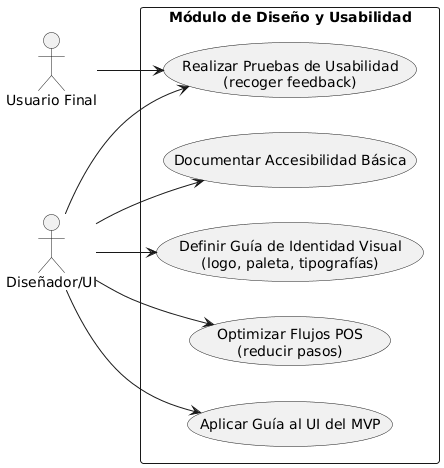 Módulo de Diseño y Usabilidad
Usuario Final
Realizar Pruebas de Usabilidad
(recoger feedback)
Documentar Accesibilidad Básica
Diseñador/UI
Definir Guía de Identidad Visual
(logo, paleta, tipografías)
Optimizar Flujos POS
(reducir pasos)
Aplicar Guía al UI del MVP